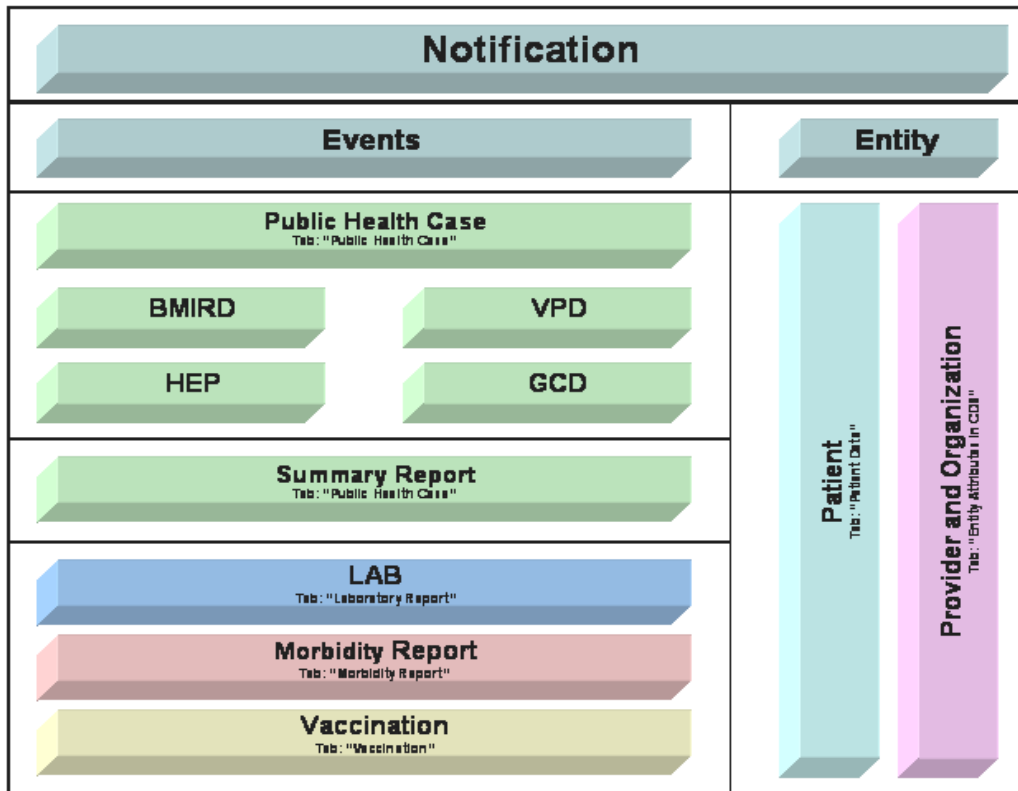 Notification
Events
Entity
Public Health Case
Tab: "Public Health Case"
BMIRD
VPD
HEP
GCD
Summary Report
Tab: "Public Health Case"
LAB
Tab: "Laboratory Report"
Morbidity Report
Tab: "Morbidity Report"
Vaccination
Tab: "Vaccination"
Patient
Tab: "Patient Data"
Provider and Organization
Tab: "Entity Attributes in